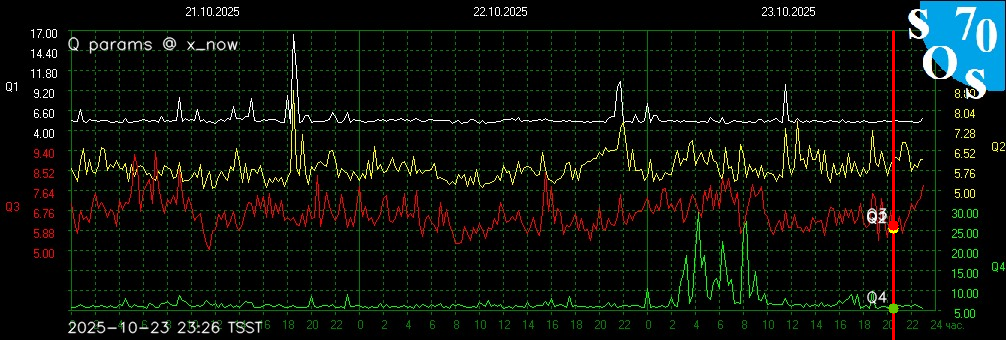 21.10.2025 22.10.2025 23.10.2025
Q params @ x_now
S 70
O
S
Q1
17.00
14.40
11.80
9.20
6.60
4.00
Q3
9.40
8.52
7.64
6.76
5.88
5.00
8.80
8.04
7.28
6.52
5.76
5.00
Q2
30.00
25.00
20.00
15.00
10.00
5.00
Q4
Q2
Q4
16 18 20 22 0 2 4 6 8 10 12 14 16 18 20 22 0 2 4 6 8 10 12 14 16 18 20 22 24 час.
2025-10-23 23:26 TSST